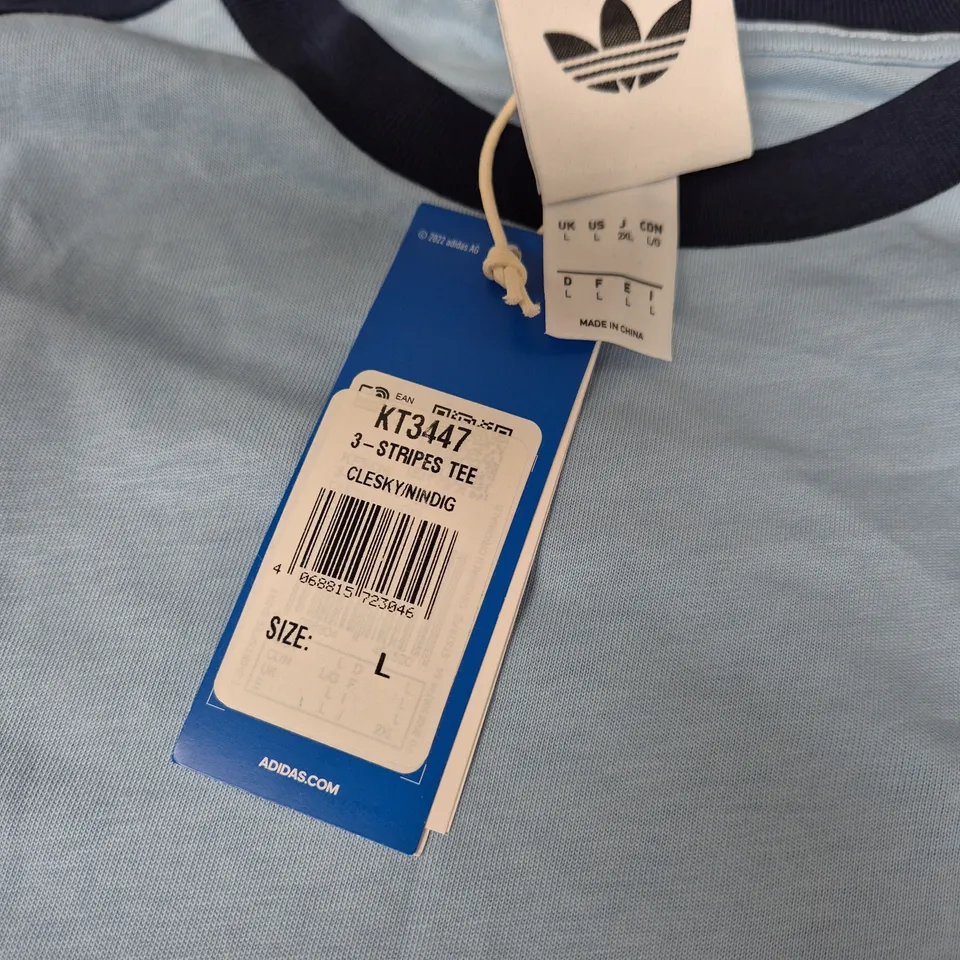 UK US J CDN
L L 2XL L/G
D F E I
L L L L
MADE IN CHINA
© 2022 adidas AG
EAN
KT3447
3-STRIPES TEE
CLESKY/NINDIG
4 068815 723046
SIZE: L
ADIDAS.COM